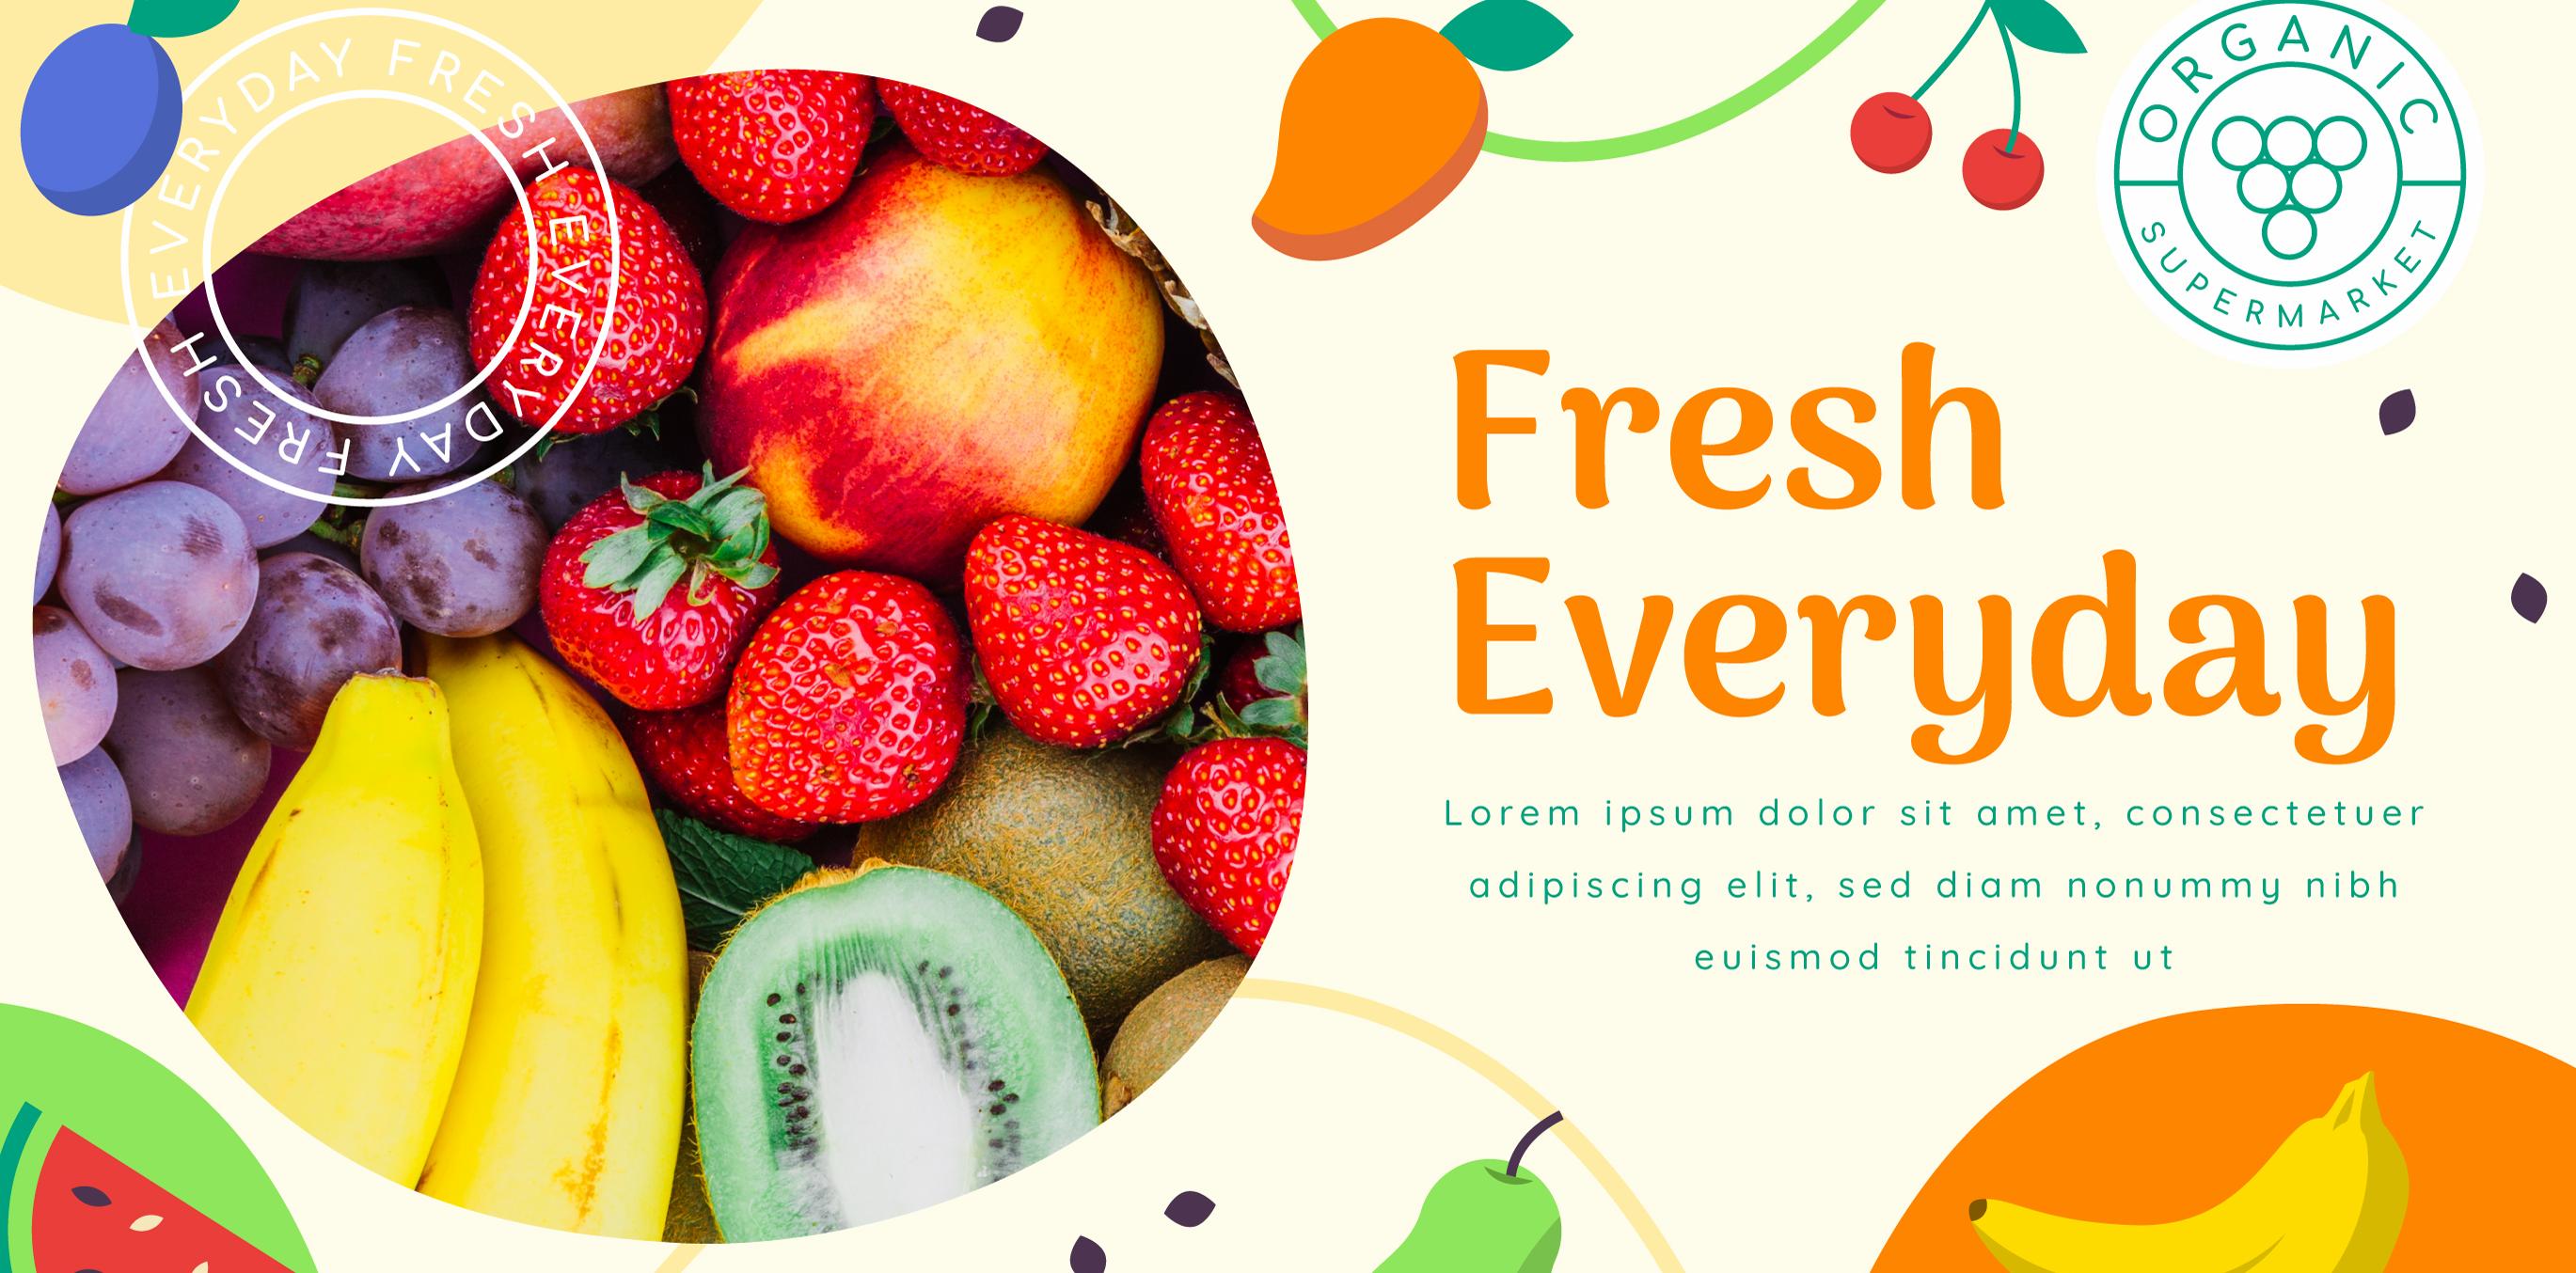 EVERYDAY FRESH EVERYDAY FRESH
ORGANIC
SUPERMARKET
Fresh
Everyday
Lorem ipsum dolor sit amet, consectetuer
adipiscing elit, sed diam nonummy nibh
euismod tincidunt ut